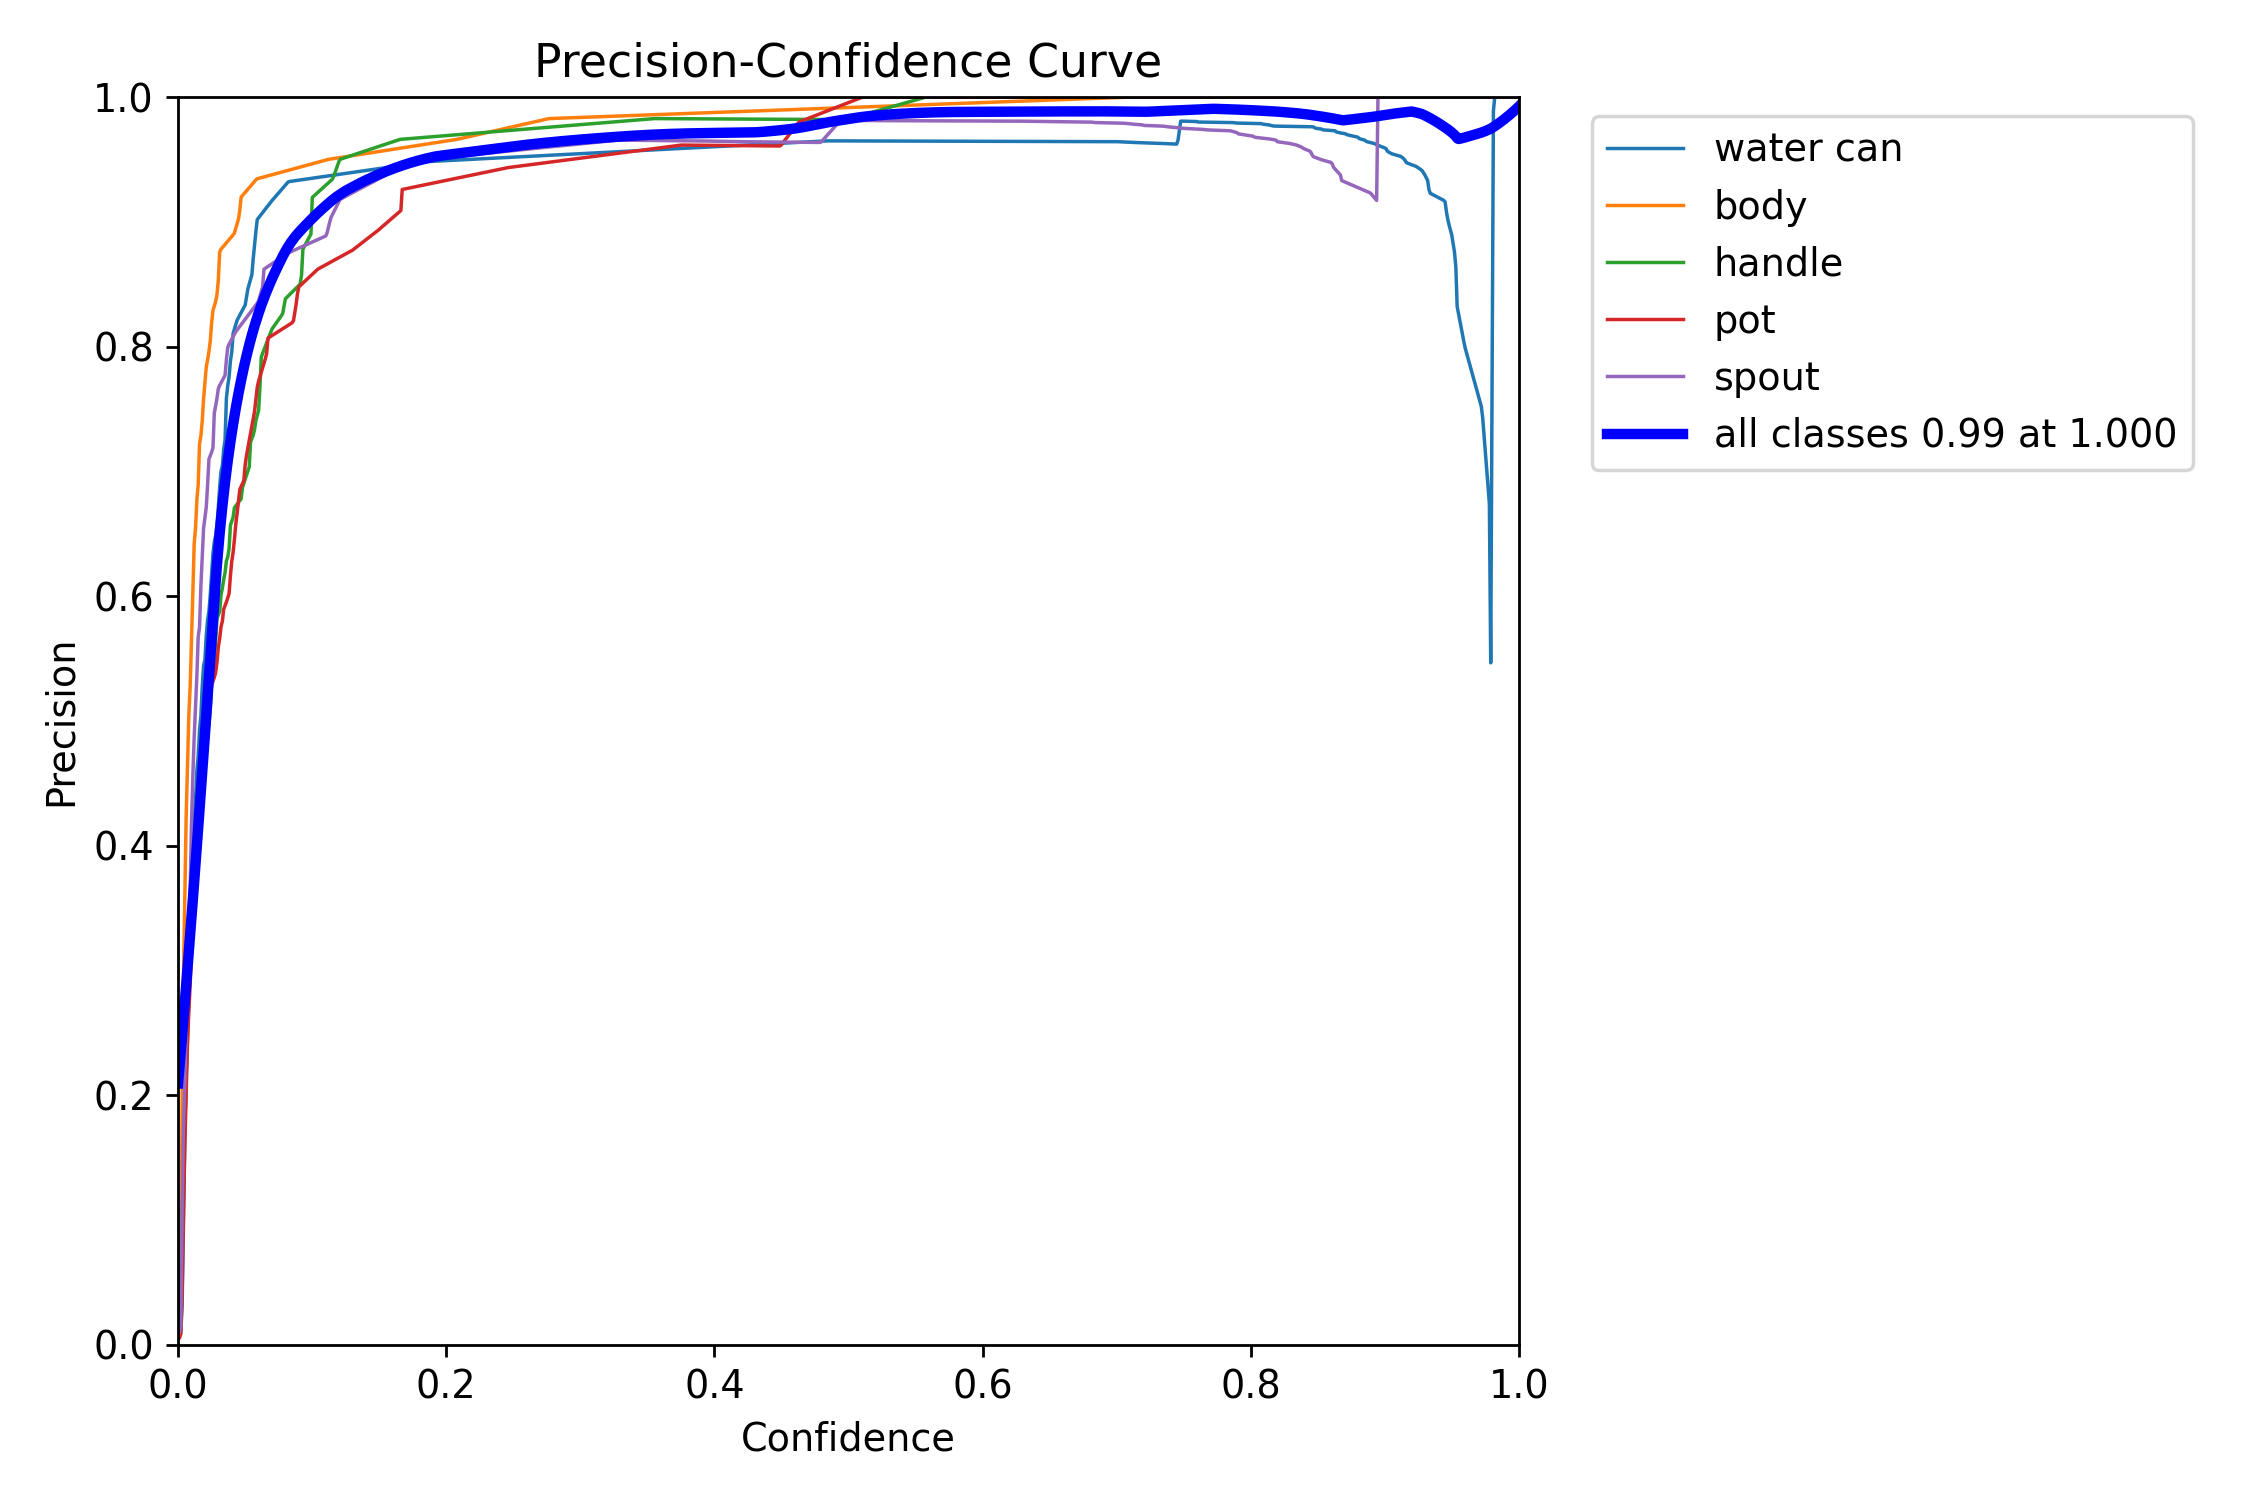 Precision-Confidence Curve
1.0
0.8
0.6
0.4
0.2
0.0
Precision
0.0 0.2 0.4 0.6 0.8 1.0
Confidence
water can
body
handle
pot
spout
all classes 0.99 at 1.000